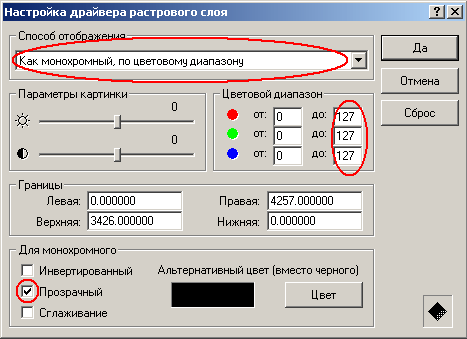 Настройка драйвера растрового слоя
Способ отображения
Как монохромный, по цветовому диапазону
Да
Отмена
Сброс
Параметры картинки
0
0
Цветовой диапазон
от: 0 до: 127
от: 0 до: 127
от: 0 до: 127
Границы
Левая: 0.000000 Правая: 4257.000000
Верхняя: 3426.000000 Нижняя: 0.000000
Для монохромного
Инвертированный
Прозрачный
Сглаживание
Альтернативный цвет (вместо черного)
Цвет